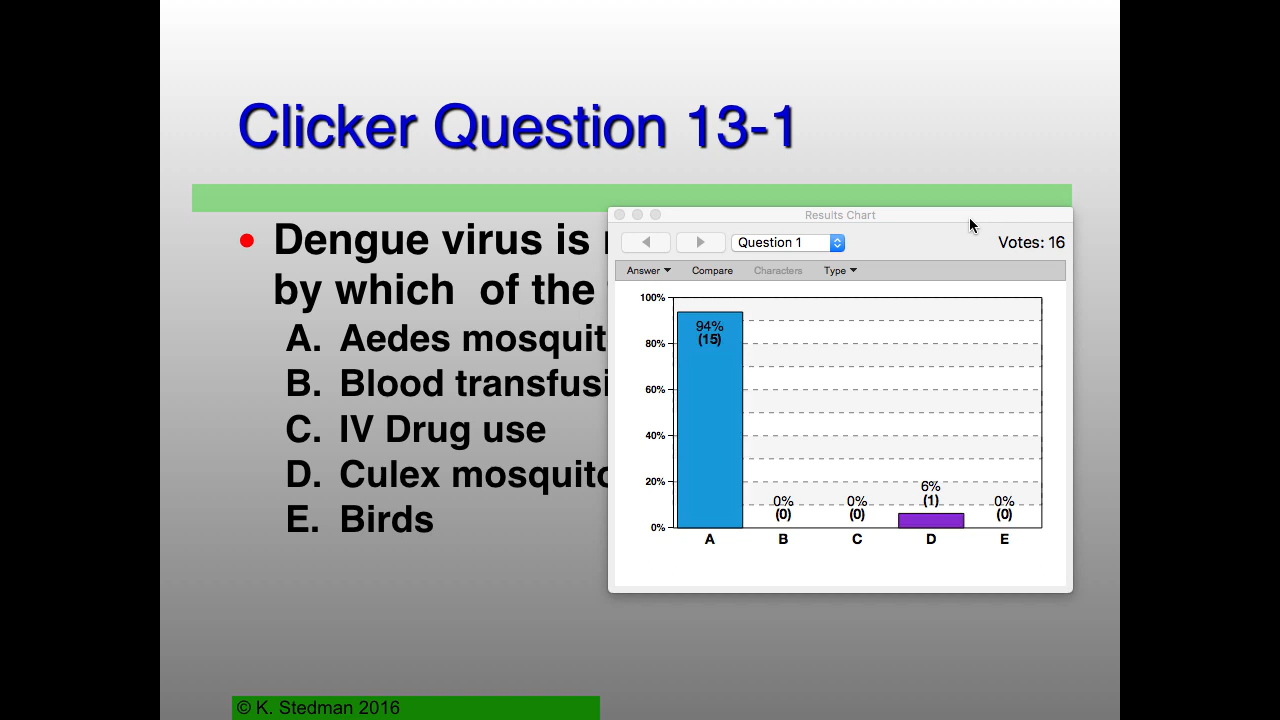 Clicker Question 13-1
Dengue virus is
by which of the
A. Aedes mosquit
B. Blood transfusi
C. IV Drug use
D. Culex mosquito
E. Birds
Results Chart
Question 1
Votes: 16
Answer Compare Characters Type
100%
80%
60%
40%
20%
0%
94%
(15)
0%
(0)
0%
(0)
6%
(1)
0%
(0)
A B C D E
© K. Stedman 2016